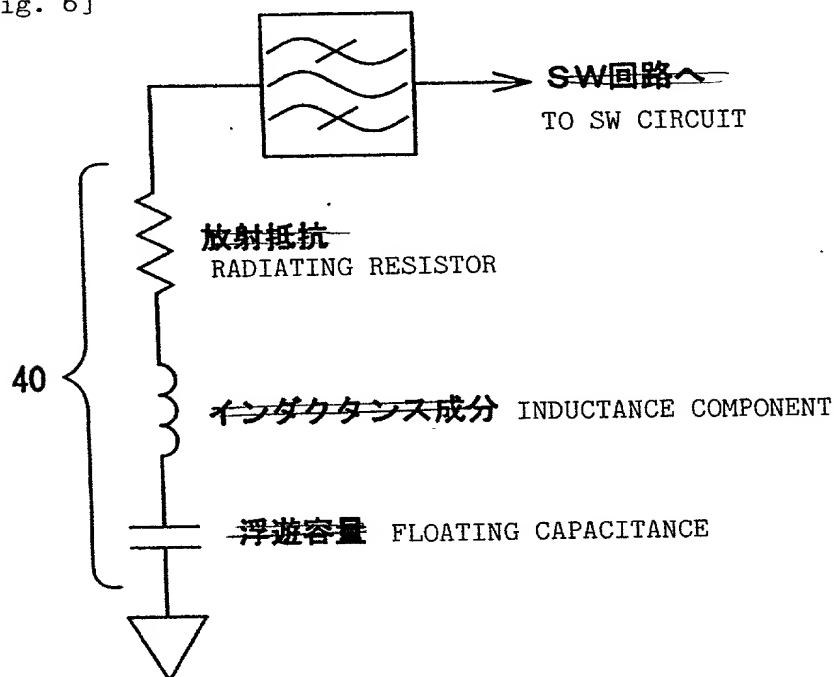 ig. 6]
SW回路へ
TO SW CIRCUIT
放射抵抗
RADIATING RESISTOR
40
インダクタンス成分 INDUCTANCE COMPONENT
浮遊容量 FLOATING CAPACITANCE